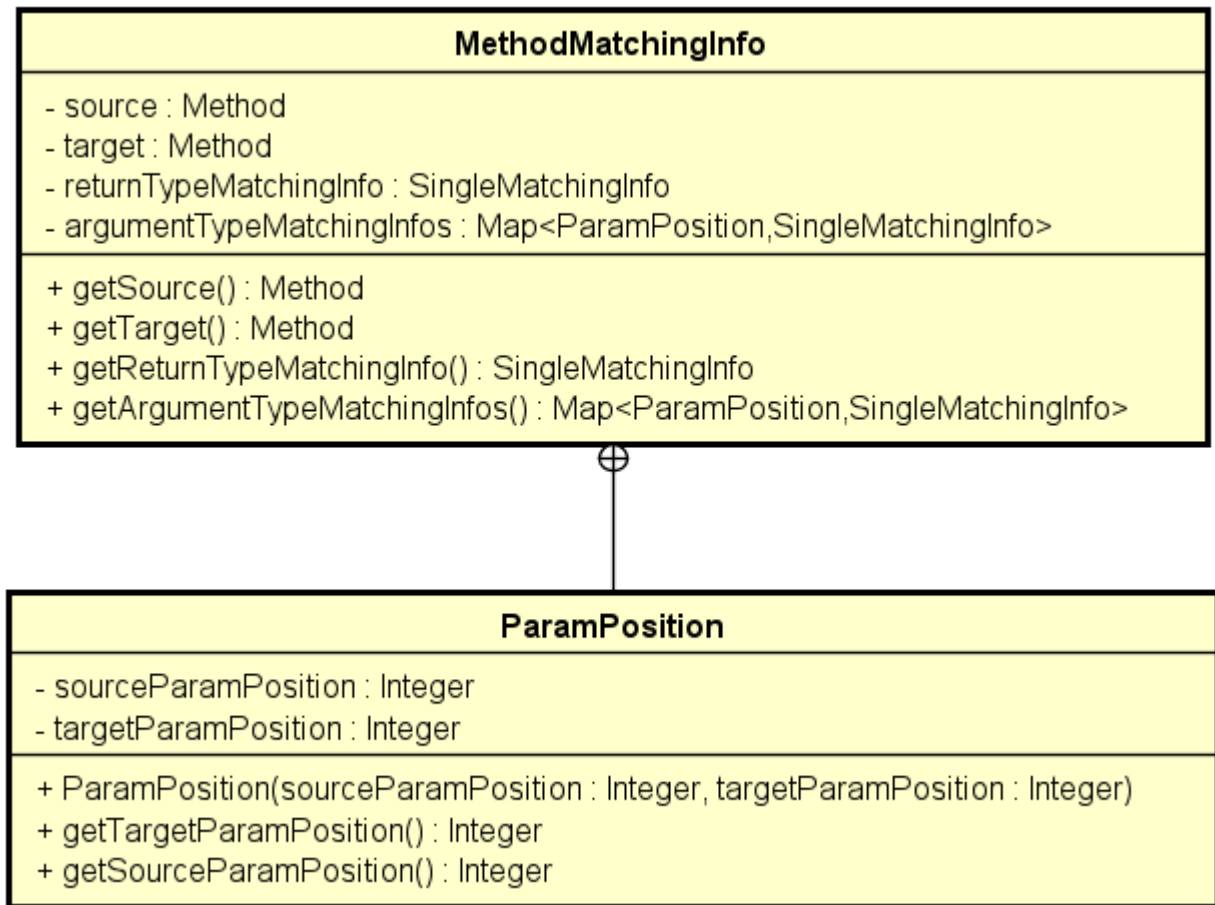 MethodMatchingInfo
- source : Method
- target : Method
- returnTypeMatchingInfo : SingleMatchingInfo
- argumentTypeMatchingInfos : Map<ParamPosition,SingleMatchingInfo>
+ getSource() : Method
+ getTarget() : Method
+ getReturnTypeMatchingInfo() : SingleMatchingInfo
+ getArgumentTypeMatchingInfos() : Map<ParamPosition,SingleMatchingInfo>
ParamPosition
- sourceParamPosition : Integer
- targetParamPosition : Integer
+ ParamPosition(sourceParamPosition : Integer, targetParamPosition : Integer)
+ getTargetParamPosition() : Integer
+ getSourceParamPosition() : Integer